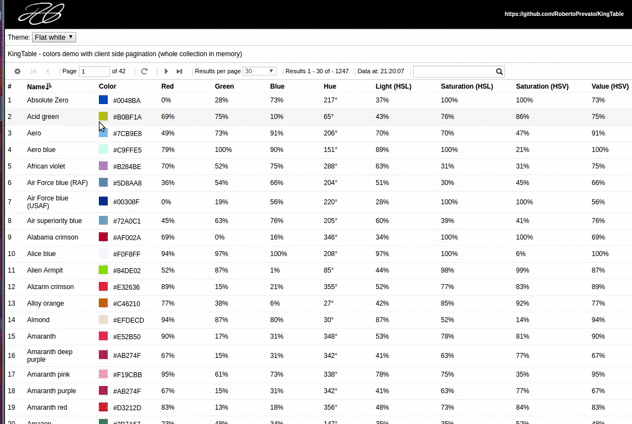 https://github.com/RobertoPrevato/KingTable
Theme: Flat white
KingTable - colors demo with client side pagination (whole collection in memory)
Page 1 of 42 Results per page 30 Results 1 - 30 of - 1247 Data at: 21:20:07
# Name Color Red Green Blue Hue Light (HSL) Saturation (HSL) Saturation (HSV) Value (HSV)
1 Absolute Zero #0048BA 0% 28% 73% 217° 37% 100% 100% 73%
2 Acid green #B0BF1A 69% 75% 10% 65° 43% 76% 86% 75%
3 Aero #7CB9E8 49% 73% 91% 206° 70% 70% 47% 91%
4 Aero blue #C9FFE5 79% 100% 90% 151° 89% 100% 21% 100%
5 African violet #B284BE 70% 52% 75% 288° 63% 31% 31% 75%
6 Air Force blue (RAF) #5D8AA8 36% 54% 66% 204° 51% 30% 45% 66%
7 Air Force blue (USAF) #00308F 0% 19% 56% 220° 28% 100% 100% 56%
8 Air superiority blue #72A0C1 45% 63% 76% 205° 60% 39% 41% 76%
9 Alabama crimson #AF002A 69% 0% 16% 346° 34% 100% 100% 69%
10 Alice blue #F0F8FF 94% 97% 100% 208° 97% 100% 6% 100%
11 Alien Armpit #84DE02 52% 87% 1% 85° 44% 98% 99% 87%
12 Alizarin crimson #E32636 89% 15% 21% 355° 52% 77% 83% 89%
13 Alloy orange #C46210 77% 38% 6% 27° 42% 85% 92% 77%
14 Almond #EFDECD 94% 87% 80% 30° 87% 52% 14% 94%
15 Amaranth #E52B50 90% 17% 31% 348° 53% 78% 81% 90%
16 Amaranth deep purple #AB274F 67% 15% 31% 342° 41% 63% 77% 67%
17 Amaranth pink #F19CBB 95% 61% 73% 338° 78% 75% 35% 95%
18 Amaranth purple #AB274F 67% 15% 31% 342° 41% 63% 77% 67%
19 Amaranth red #D3212D 83% 13% 18% 356° 48% 73% 84% 83%